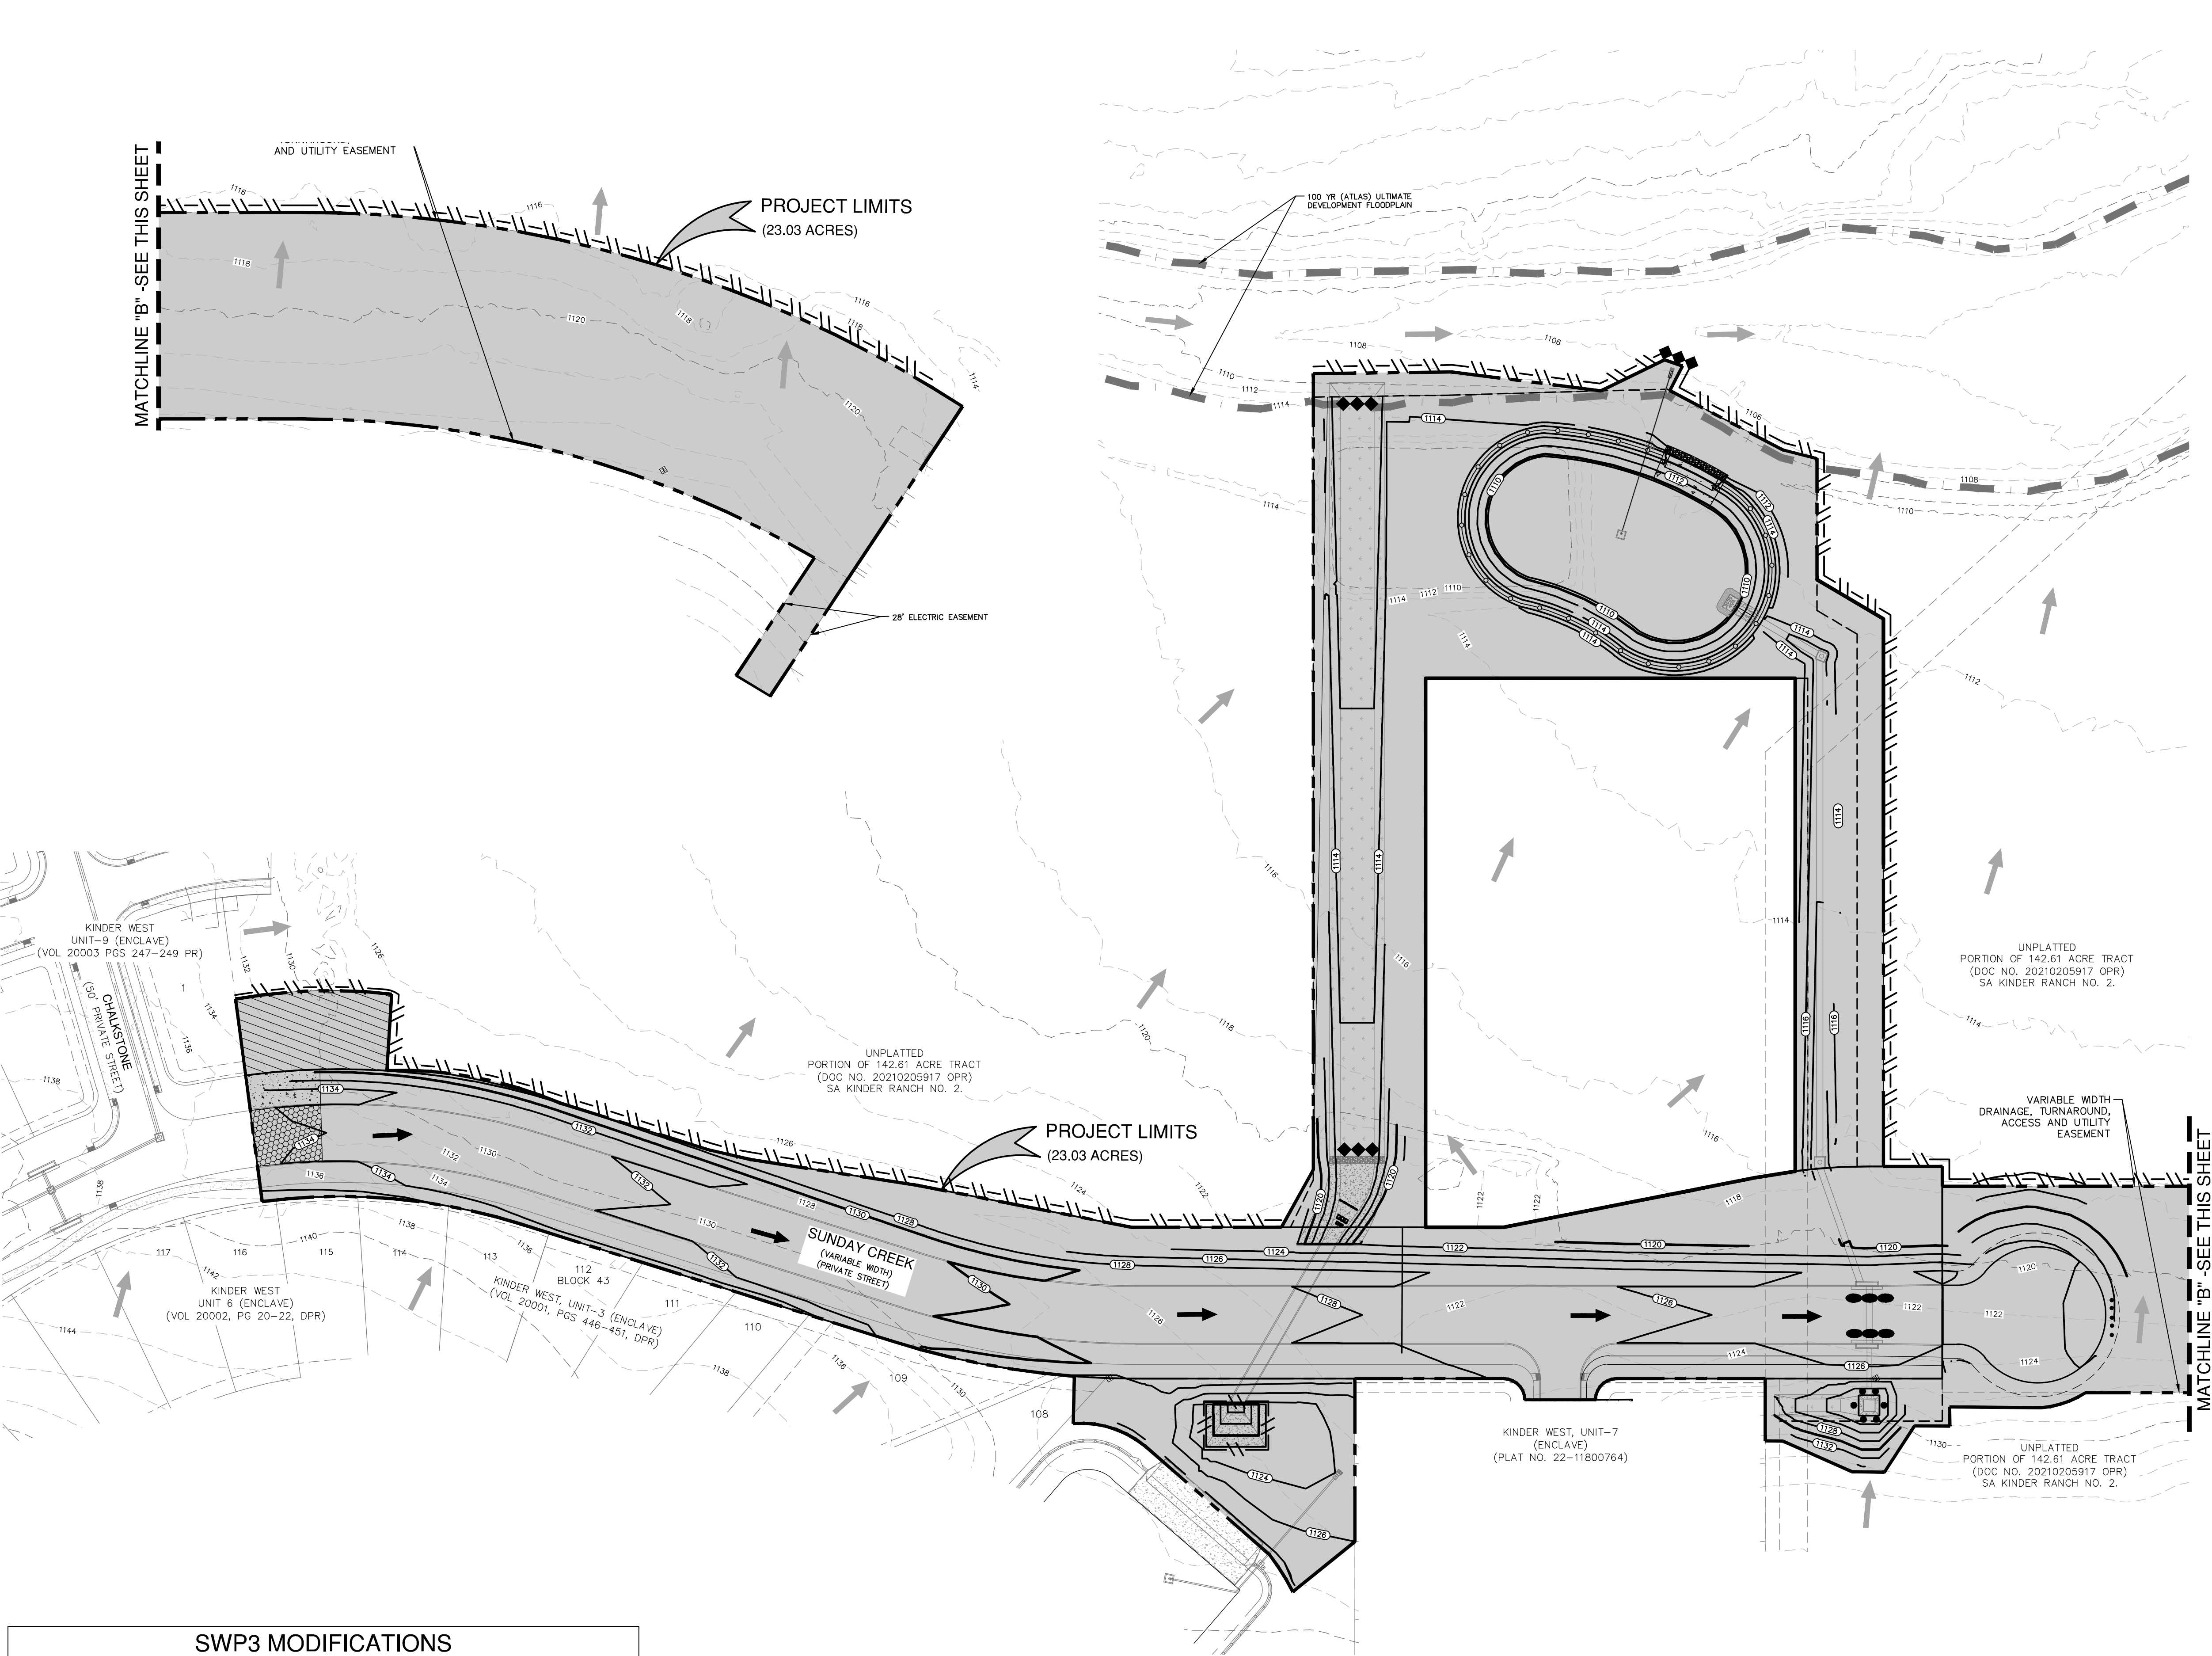 AND UTILITY EASEMENT
MATCHLINE "B" -SEE THIS SHEET
PROJECT LIMITS
(23.03 ACRES)
1116
1116
1118
1120
1118
1116
1118
1114
1120
28' ELECTRIC EASEMENT
100 YR (ATLAS) ULTIMATE
DEVELOPMENT FLOODPLAIN
1108
1106
1110
1112
1114
1106
1108
1110
1114
1114
1110
1112
1112
1114
1110
1110
1114
1114
1114
1114
1114
1112
1110
1114
1112
1114
1114
1114
1116
1116
1114
1116
1116
1114
1116
1118
1120
1116
1120
1120
1122
1122
1118
UNPLATTED
PORTION OF 142.61 ACRE TRACT
(DOC NO. 20210205917 OPR)
SA KINDER RANCH NO. 2.
VARIABLE WIDTH
DRAINAGE, TURNAROUND,
ACCESS AND UTILITY
EASEMENT
MATCHLINE "B" -SEE THIS SHEET
KINDER WEST
UNIT-9 (ENCLAVE)
(VOL 20003 PGS 247-249 PR)
CHALKSTONE
(50' PRIVATE STREET)
1
1132
1130
1126
1134
1136
1138
1138
1134
1134
1136
1134
1132
1134
1130
1132
1132
1132
1130
1128
1130
1128
1126
1124
1122
UNPLATTED
PORTION OF 142.61 ACRE TRACT
(DOC NO. 20210205917 OPR)
SA KINDER RANCH NO. 2.
PROJECT LIMITS
(23.03 ACRES)
SUNDAY CREEK
(VARIABLE WIDTH)
(PRIVATE STREET)
1130
1124
1126
1128
1122
1120
1120
1126
1128
1122
1126
1122
1120
1122
1124
1124
1126
117
116
115
114
113
112
111
110
109
108
BLOCK 43
1138
1140
1142
1144
1136
1138
1136
1130
KINDER WEST
UNIT 6 (ENCLAVE)
(VOL 20002, PG 20-22, DPR)
KINDER WEST, UNIT-3 (ENCLAVE)
(VOL 20001, PGS 446-451, DPR)
1124
1126
KINDER WEST, UNIT-7
(ENCLAVE)
(PLAT NO. 22-11800764)
1128
1132
1130
UNPLATTED
PORTION OF 142.61 ACRE TRACT
(DOC NO. 20210205917 OPR)
SA KINDER RANCH NO. 2.
SWP3 MODIFICATIONS